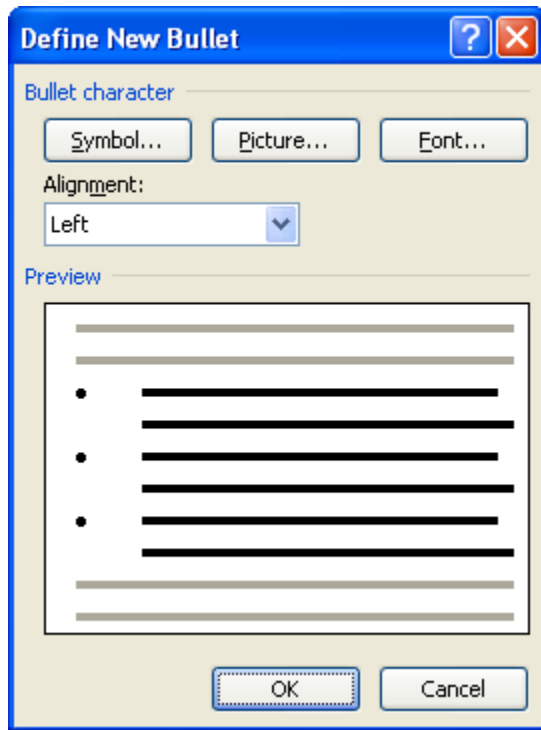 Define New Bullet
Bullet character
Symbol... Picture... Font...
Alignment:
Left
Preview
OK Cancel